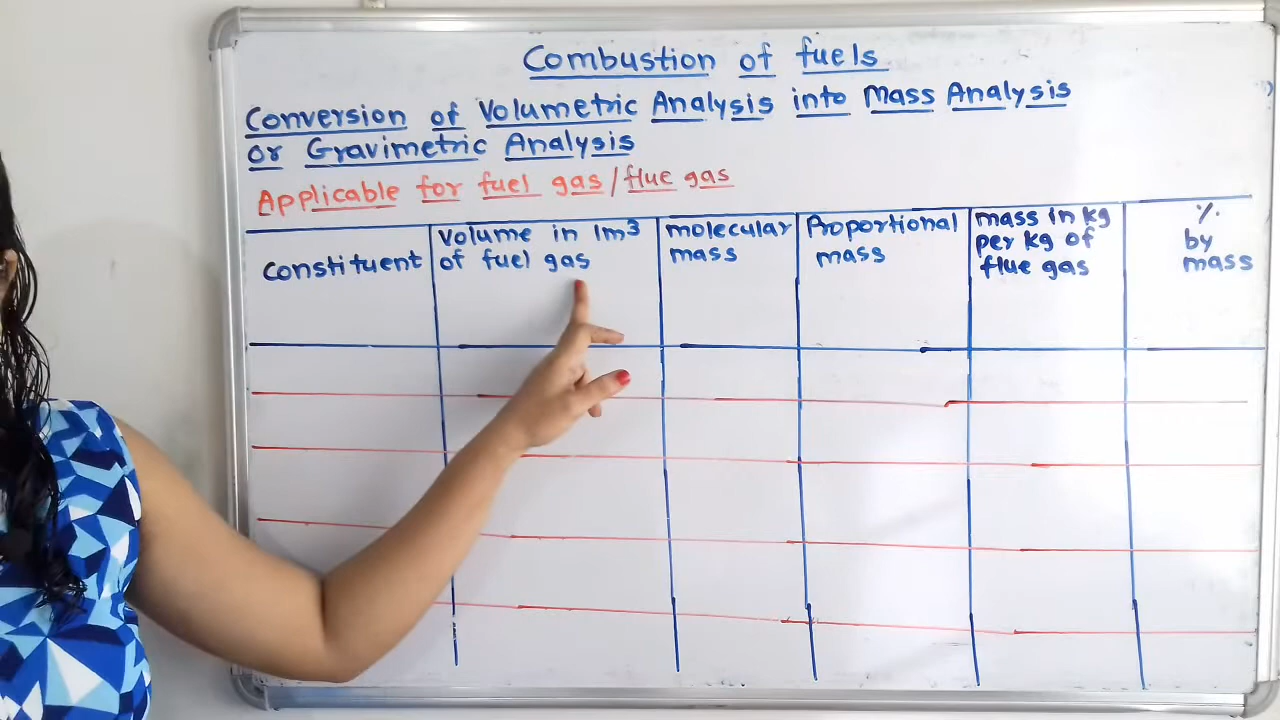 Combustion of fuels
Conversion of Volumetric Analysis into Mass Analysis
or Gravimetric Analysis
Applicable for fuel gas/flue gas
constituent
volume in 1m³
of fuel gas
molecular
mass
Proportional
mass
mass in kg
per kg of
flue gas
%
by
mass